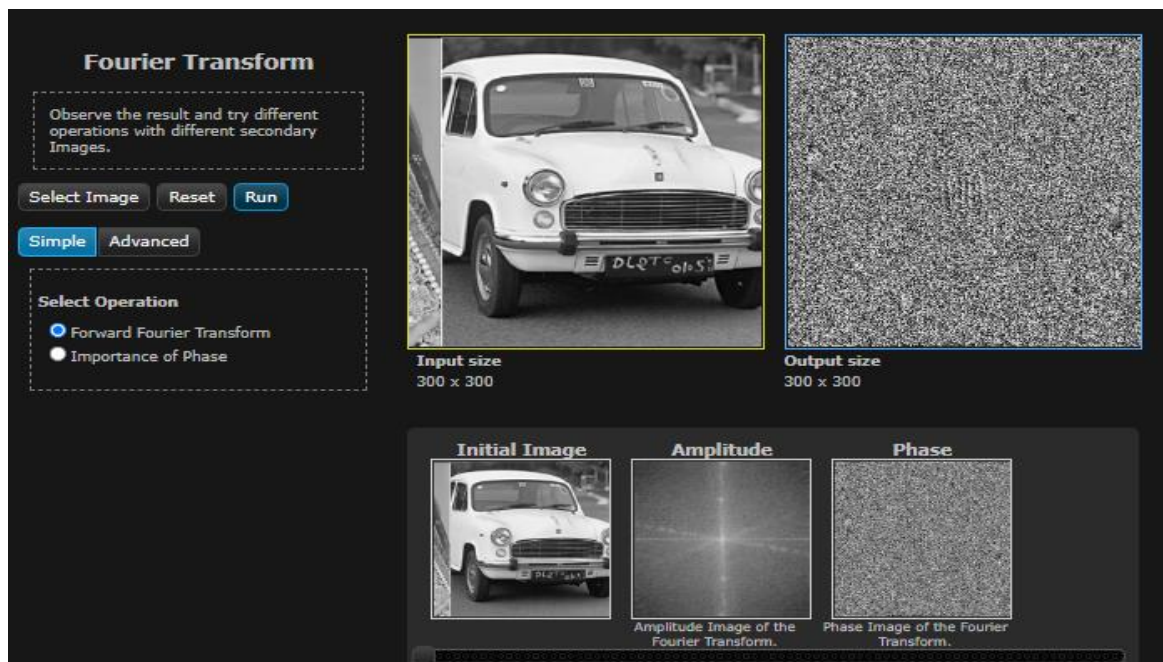 Fourier Transform
Observe the result and try different
operations with different secondary
Images.
Select Image Reset Run
Simple Advanced
Select Operation
Forward Fourier Transform
Importance of Phase
DLQTC
0105
Input size
300 x 300
Output size
300 x 300
Initial Image Amplitude Phase
Amplitude Image of the
Fourier Transform.
Phase Image of the Fourier
Transform.